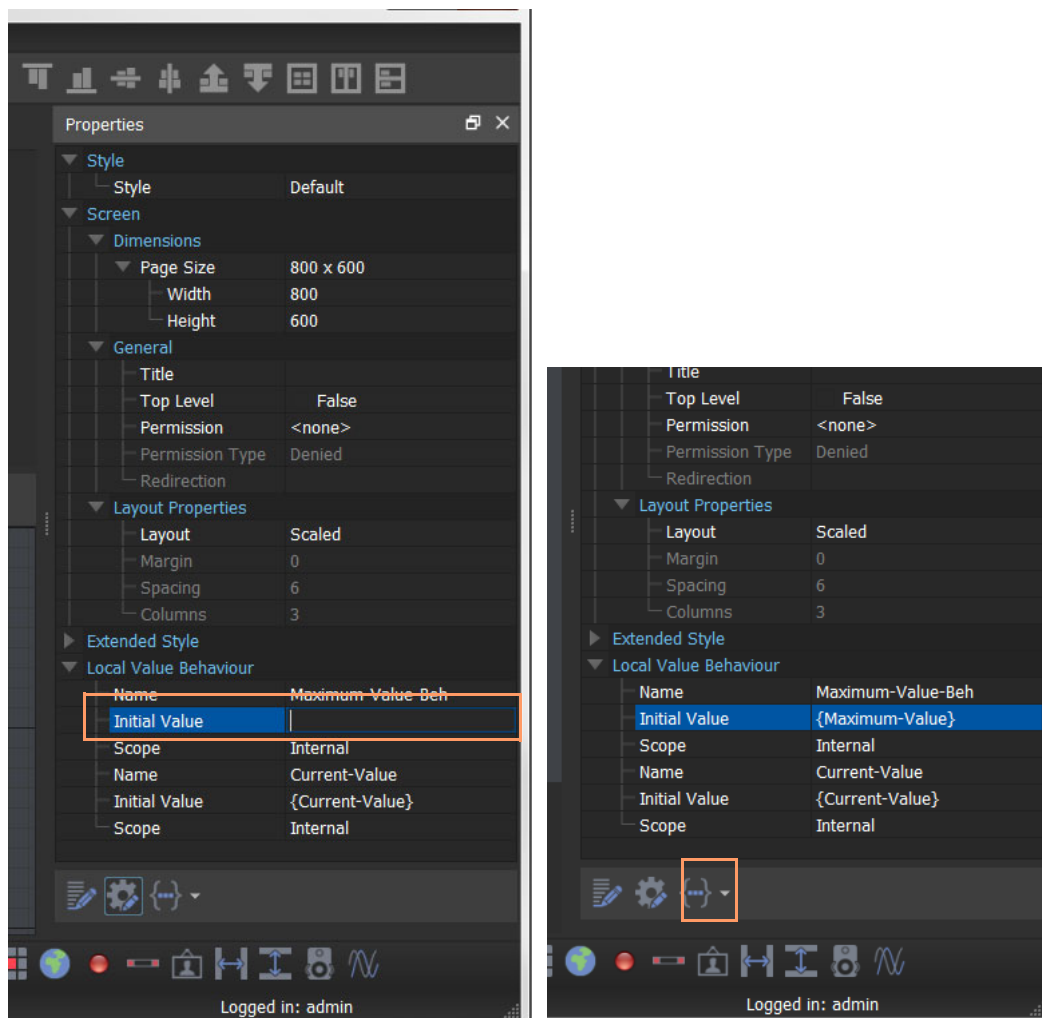 Properties
Style
Style Default
Screen
Dimensions
Page Size 800 x 600
Width 800
Height 600
General
Title
Top Level False
Permission <none>
Permission Type Denied
Redirection
Layout Properties
Layout Scaled
Margin 0
Spacing 6
Columns 3
Extended Style
Local Value Behaviour
Name Maximum-Value-Beh
Initial Value
Scope Internal
Name Current-Value
Initial Value {Current-Value}
Scope Internal
Logged in: admin
Title
Top Level False
Permission <none>
Permission Type Denied
Redirection
Layout Properties
Layout Scaled
Margin 0
Spacing 6
Columns 3
Extended Style
Local Value Behaviour
Name Maximum-Value-Beh
Initial Value {Maximum-Value}
Scope Internal
Name Current-Value
Initial Value {Current-Value}
Scope Internal
Logged in: admin